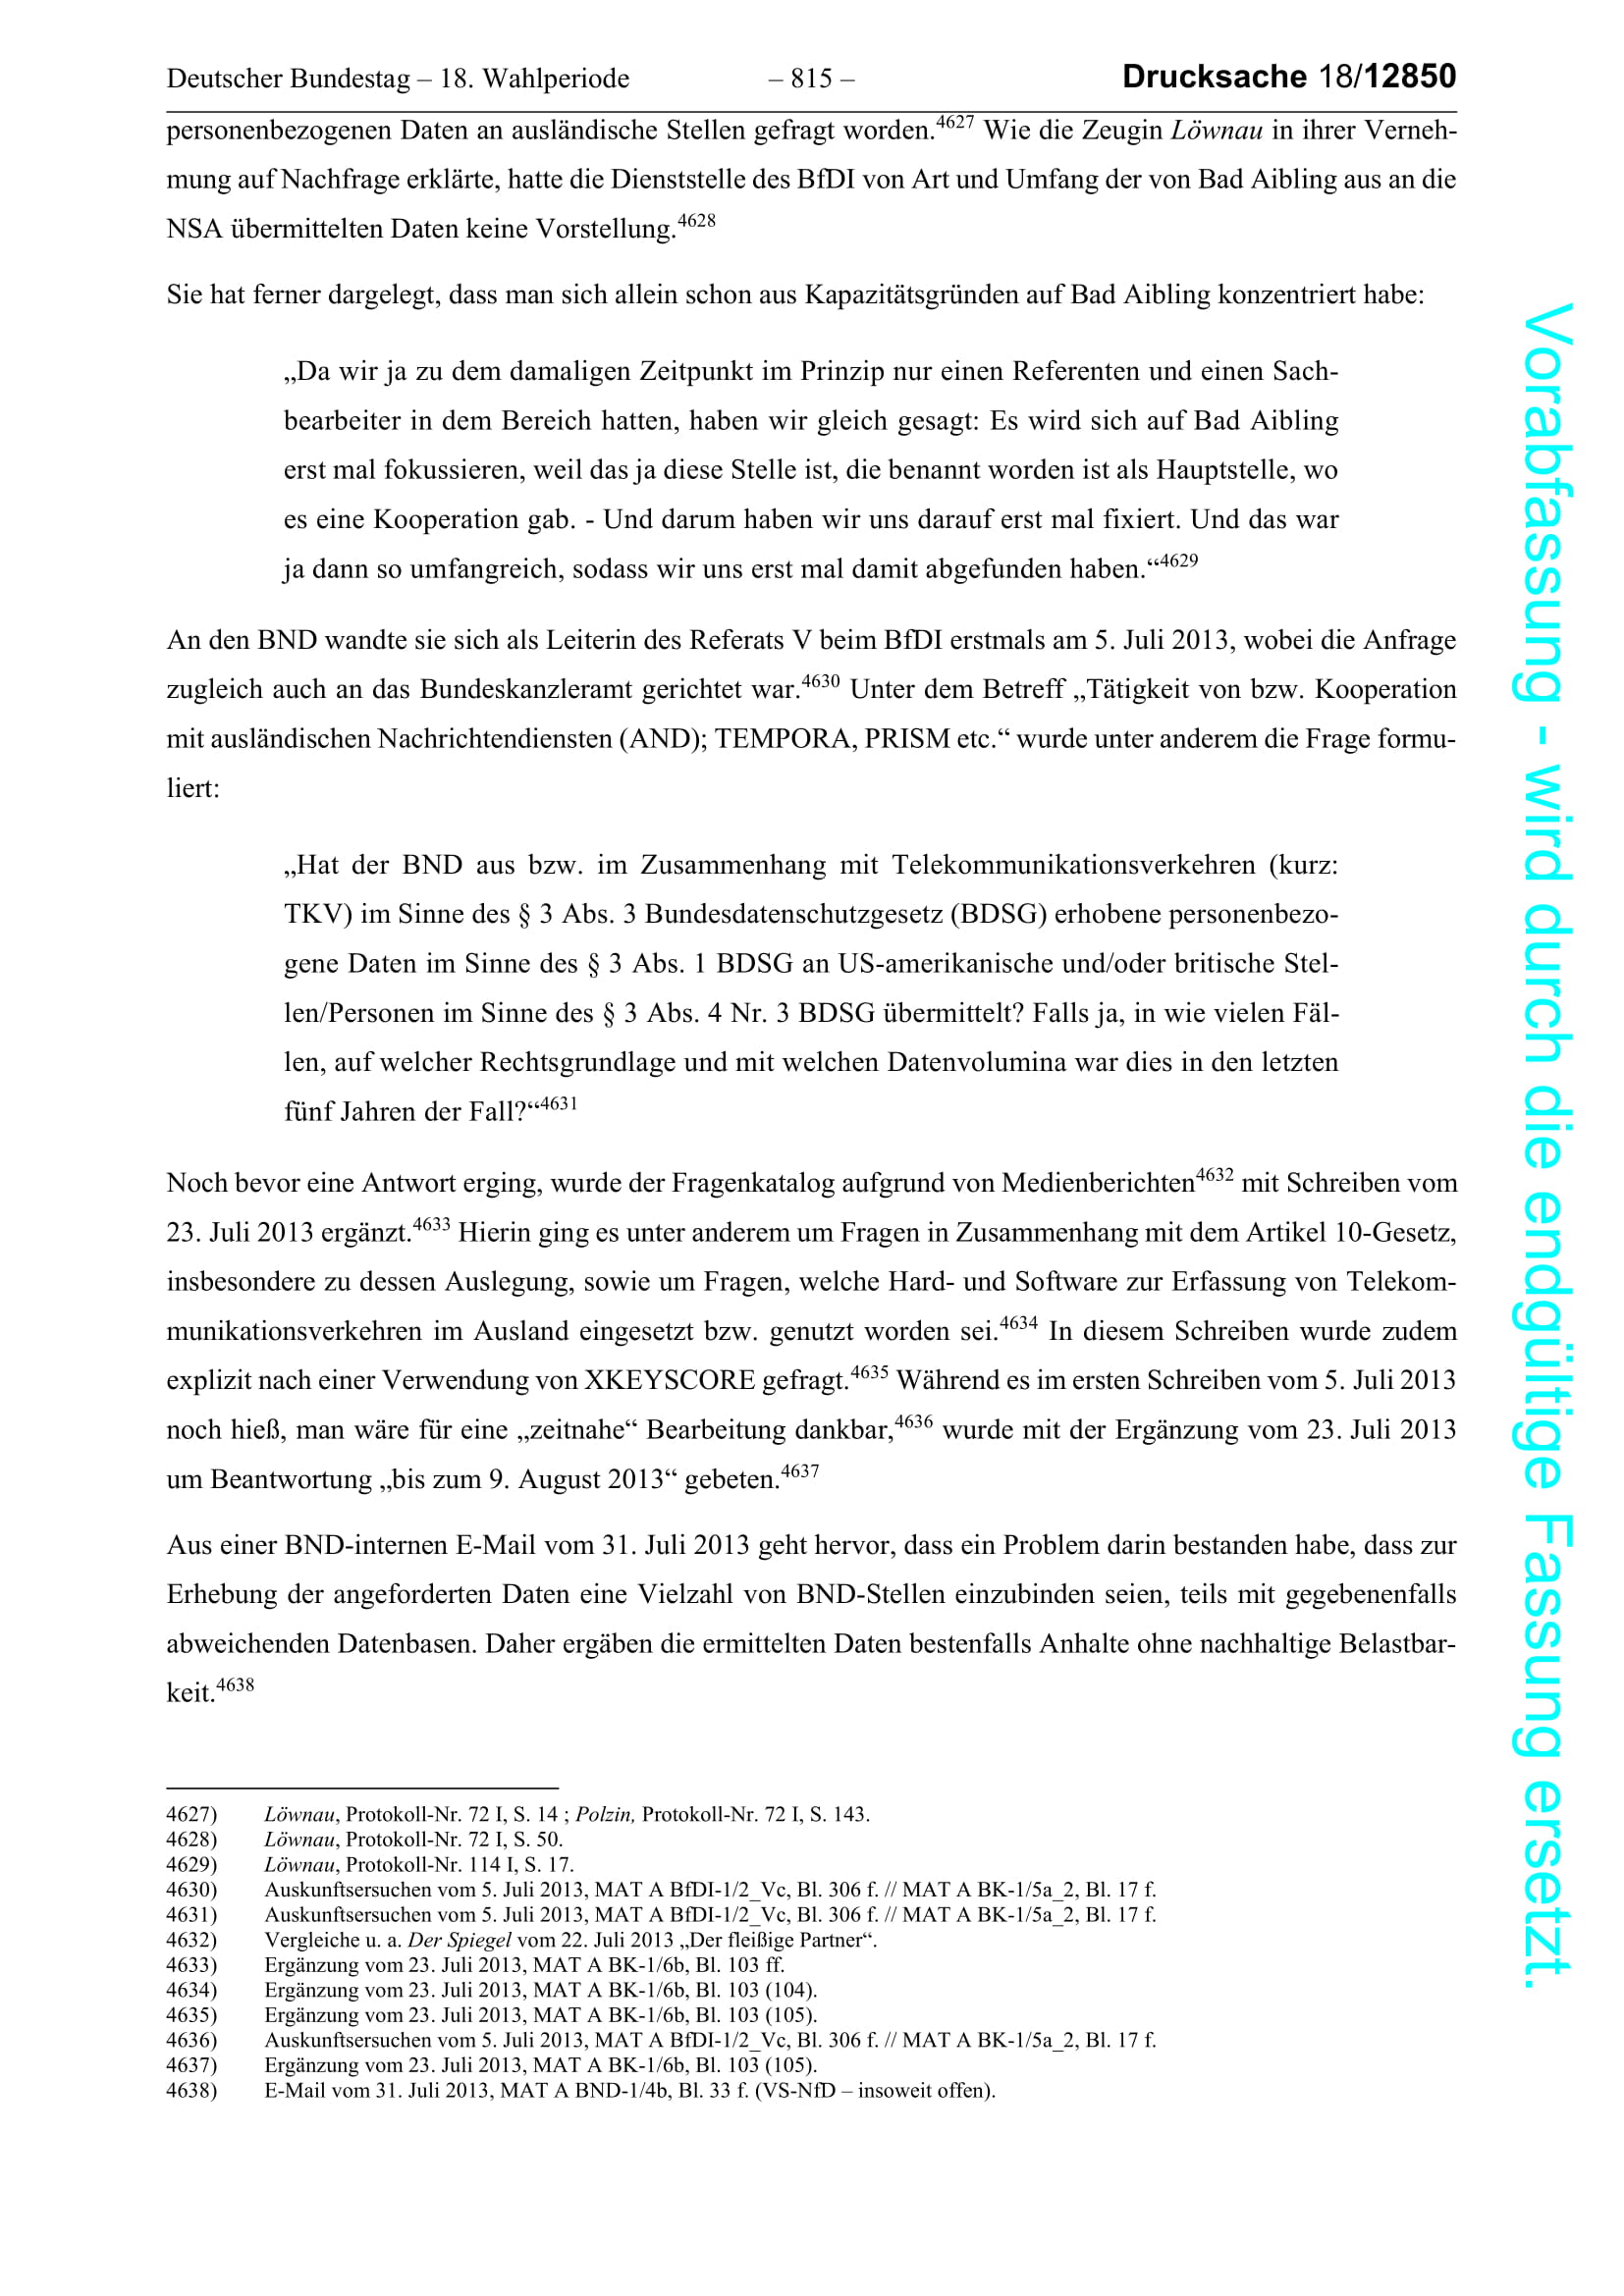 Deutscher Bundestag – 18. Wahlperiode – 815 – Drucksache 18/12850
personenbezogenen Daten an ausländische Stellen gefragt worden.4627 Wie die Zeugin Löwnau in ihrer Verneh-
mung auf Nachfrage erklärte, hatte die Dienststelle des BfDI von Art und Umfang der von Bad Aibling aus an die
NSA übermittelten Daten keine Vorstellung.4628
Sie hat ferner dargelegt, dass man sich allein schon aus Kapazitätsgründen auf Bad Aibling konzentriert habe:
„Da wir ja zu dem damaligen Zeitpunkt im Prinzip nur einen Referenten und einen Sach-
bearbeiter in dem Bereich hatten, haben wir gleich gesagt: Es wird sich auf Bad Aibling
erst mal fokussieren, weil das ja diese Stelle ist, die benannt worden ist als Hauptstelle, wo
es eine Kooperation gab. - Und darum haben wir uns darauf erst mal fixiert. Und das war
ja dann so umfangreich, sodass wir uns erst mal damit abgefunden haben.“4629
An den BND wandte sie sich als Leiterin des Referats V beim BfDI erstmals am 5. Juli 2013, wobei die Anfrage
zugleich auch an das Bundeskanzleramt gerichtet war.4630 Unter dem Betreff „Tätigkeit von bzw. Kooperation
mit ausländischen Nachrichtendiensten (AND); TEMPORA, PRISM etc.“ wurde unter anderem die Frage formu-
liert:
„Hat der BND aus bzw. im Zusammenhang mit Telekommunikationsverkehren (kurz:
TKV) im Sinne des § 3 Abs. 3 Bundesdatenschutzgesetz (BDSG) erhobene personenbezo-
gene Daten im Sinne des § 3 Abs. 1 BDSG an US-amerikanische und/oder britische Stel-
len/Personen im Sinne des § 3 Abs. 4 Nr. 3 BDSG übermittelt? Falls ja, in wie vielen Fäl-
len, auf welcher Rechtsgrundlage und mit welchen Datenvolumina war dies in den letzten
fünf Jahren der Fall?“4631
Noch bevor eine Antwort erging, wurde der Fragenkatalog aufgrund von Medienberichten4632 mit Schreiben vom
23. Juli 2013 ergänzt.4633 Hierin ging es unter anderem um Fragen in Zusammenhang mit dem Artikel 10-Gesetz,
insbesondere zu dessen Auslegung, sowie um Fragen, welche Hard- und Software zur Erfassung von Telekom-
munikationsverkehren im Ausland eingesetzt bzw. genutzt worden sei.4634 In diesem Schreiben wurde zudem
explizit nach einer Verwendung von XKEYSCORE gefragt.4635 Während es im ersten Schreiben vom 5. Juli 2013
noch hieß, man wäre für eine „zeitnahe“ Bearbeitung dankbar,4636 wurde mit der Ergänzung vom 23. Juli 2013
um Beantwortung „bis zum 9. August 2013“ gebeten.4637
Aus einer BND-internen E-Mail vom 31. Juli 2013 geht hervor, dass ein Problem darin bestanden habe, dass zur
Erhebung der angeforderten Daten eine Vielzahl von BND-Stellen einzubinden seien, teils mit gegebenenfalls
abweichenden Datenbasen. Daher ergäben die ermittelten Daten bestenfalls Anhalte ohne nachhaltige Belastbar-
keit.4638
4627) Löwnau, Protokoll-Nr. 72 I, S. 14 ; Polzin, Protokoll-Nr. 72 I, S. 143.
4628) Löwnau, Protokoll-Nr. 72 I, S. 50.
4629) Löwnau, Protokoll-Nr. 114 I, S. 17.
4630) Auskunftsersuchen vom 5. Juli 2013, MAT A BfDI-1/2_Vc, Bl. 306 f. // MAT A BK-1/5a_2, Bl. 17 f.
4631) Auskunftsersuchen vom 5. Juli 2013, MAT A BfDI-1/2_Vc, Bl. 306 f. // MAT A BK-1/5a_2, Bl. 17 f.
4632) Vergleiche u. a. Der Spiegel vom 22. Juli 2013 „Der fleißige Partner“.
4633) Ergänzung vom 23. Juli 2013, MAT A BK-1/6b, Bl. 103 ff.
4634) Ergänzung vom 23. Juli 2013, MAT A BK-1/6b, Bl. 103 (104).
4635) Ergänzung vom 23. Juli 2013, MAT A BK-1/6b, Bl. 103 (105).
4636) Auskunftsersuchen vom 5. Juli 2013, MAT A BfDI-1/2_Vc, Bl. 306 f. // MAT A BK-1/5a_2, Bl. 17 f.
4637) Ergänzung vom 23. Juli 2013, MAT A BK-1/6b, Bl. 103 (105).
4638) E-Mail vom 31. Juli 2013, MAT A BND-1/4b, Bl. 33 f. (VS-NfD – insoweit offen).
Vorabfassung - wird durch die endgültige Fassung ersetzt.